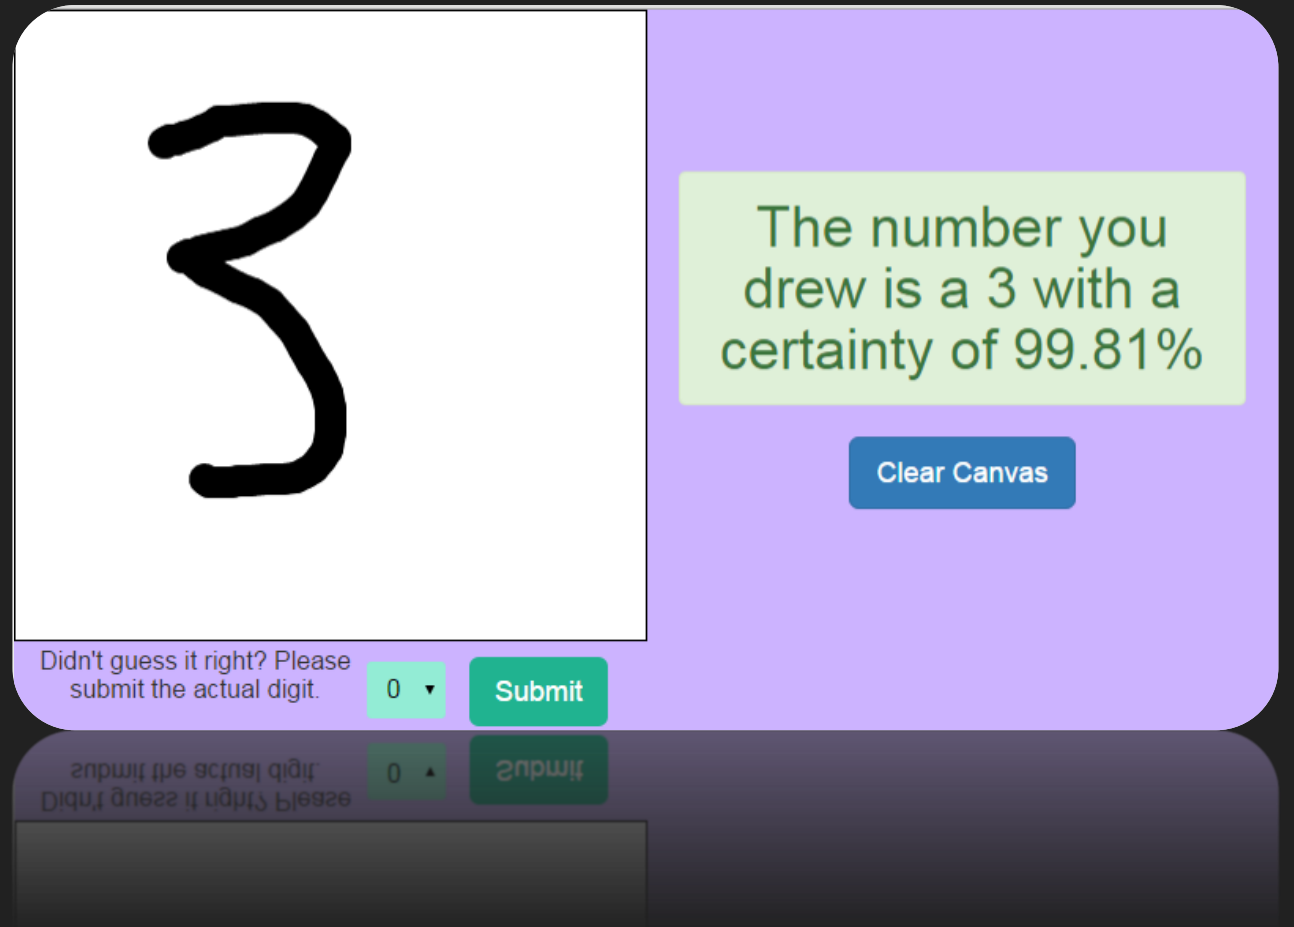 3
The number you
drew is a 3 with a
certainty of 99.81%
Clear Canvas
Didn't guess it right? Please
submit the actual digit.
0
Submit